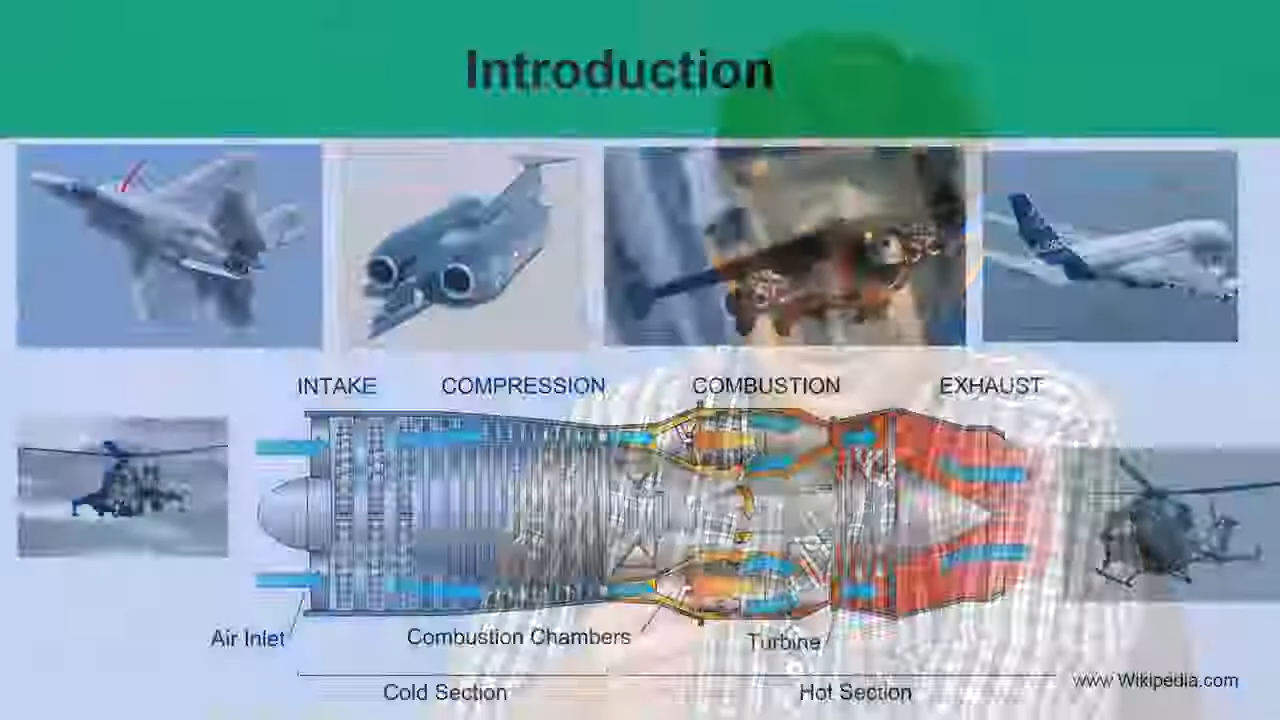 Introduction
INTAKE COMPRESSION COMBUSTION EXHAUST
Air Inlet Combustion Chambers Turbine
Cold Section Hot Section
www.Wikipedia.com